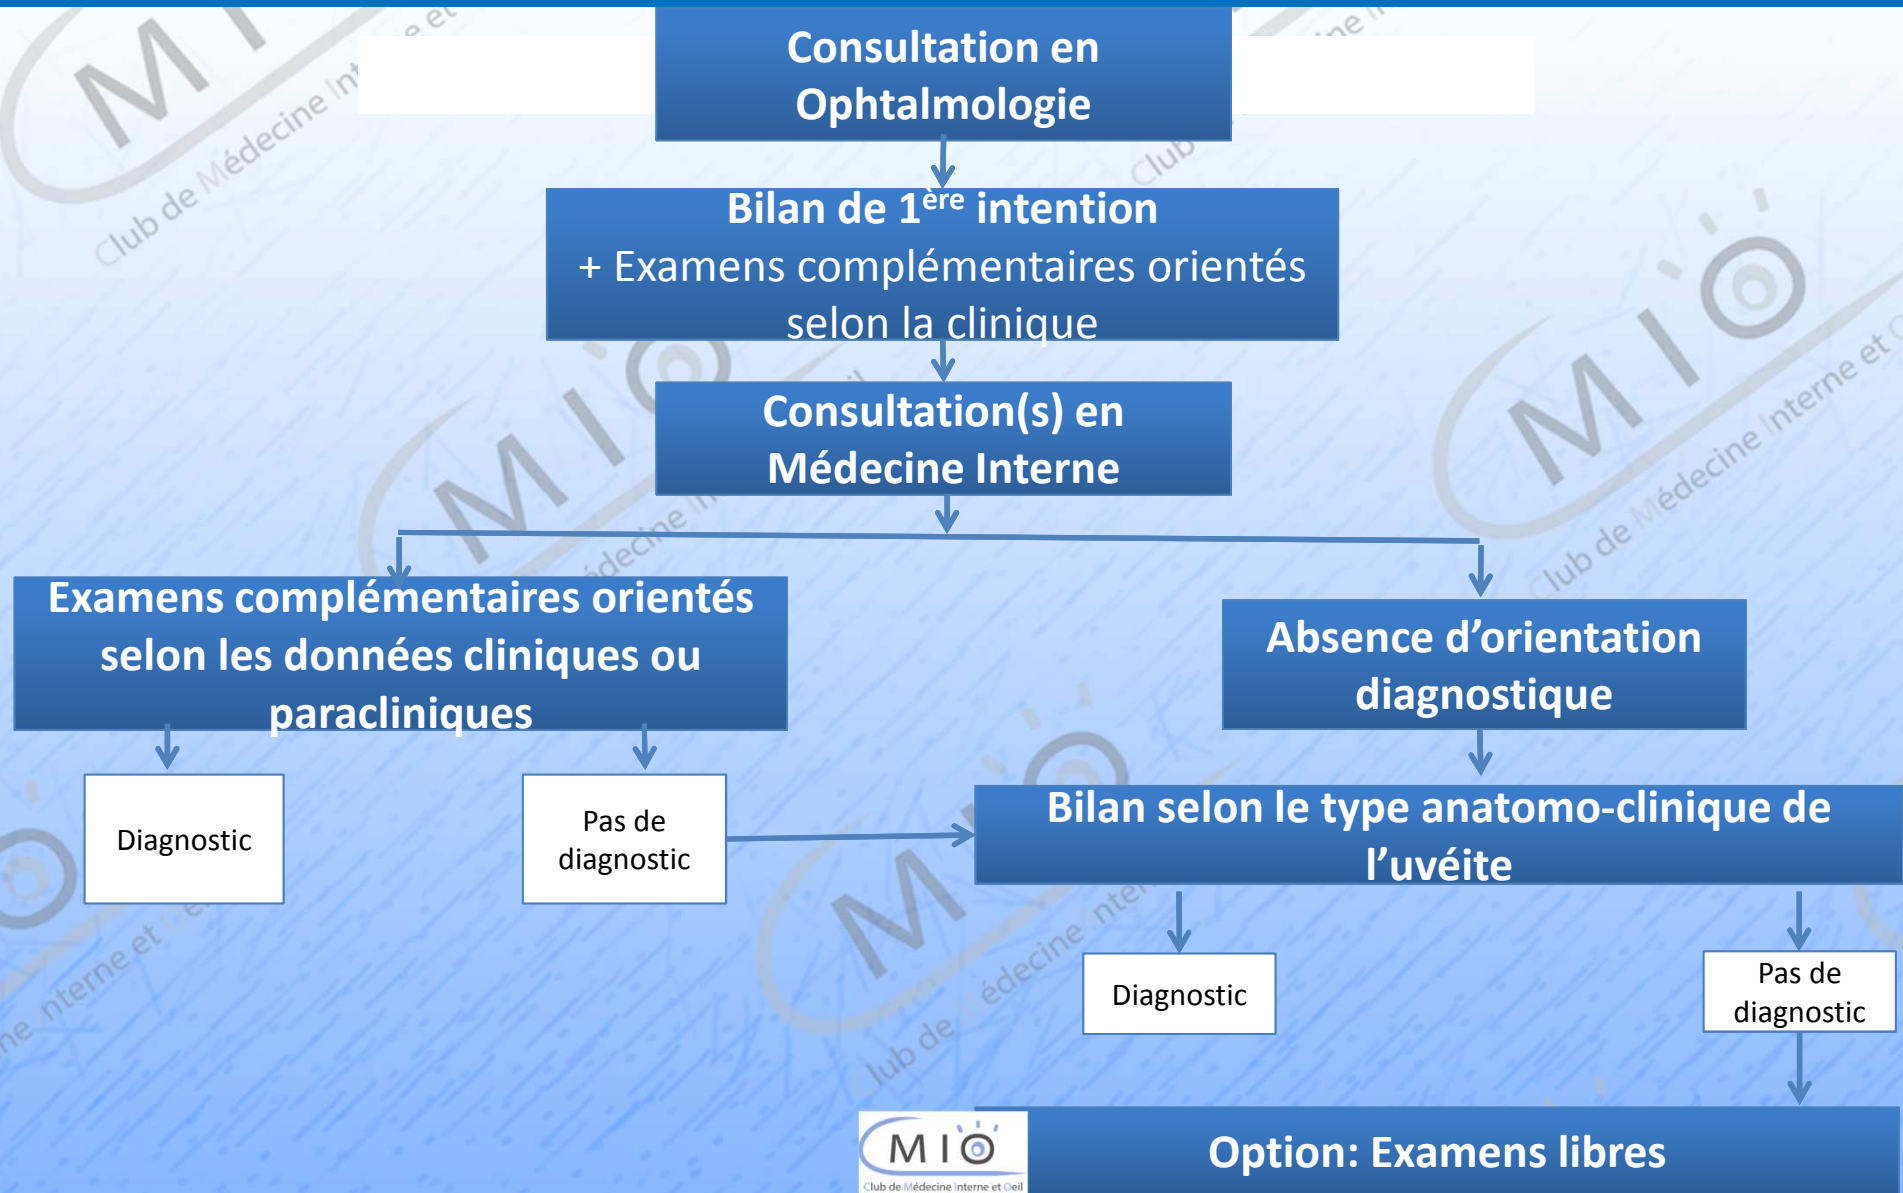 Consultation en
Ophtalmologie
Bilan de 1ère intention
+ Examens complémentaires orientés
selon la clinique
Consultation(s) en
Médecine Interne
Examens complémentaires orientés
selon les données cliniques ou
paracliniques
Absence d'orientation
diagnostique
Diagnostic
Pas de
diagnostic
Bilan selon le type anatomo-clinique de
l'uvéite
Diagnostic
Pas de
diagnostic
Option: Examens libres
MIO
Club de Médecine Interne et Oeil